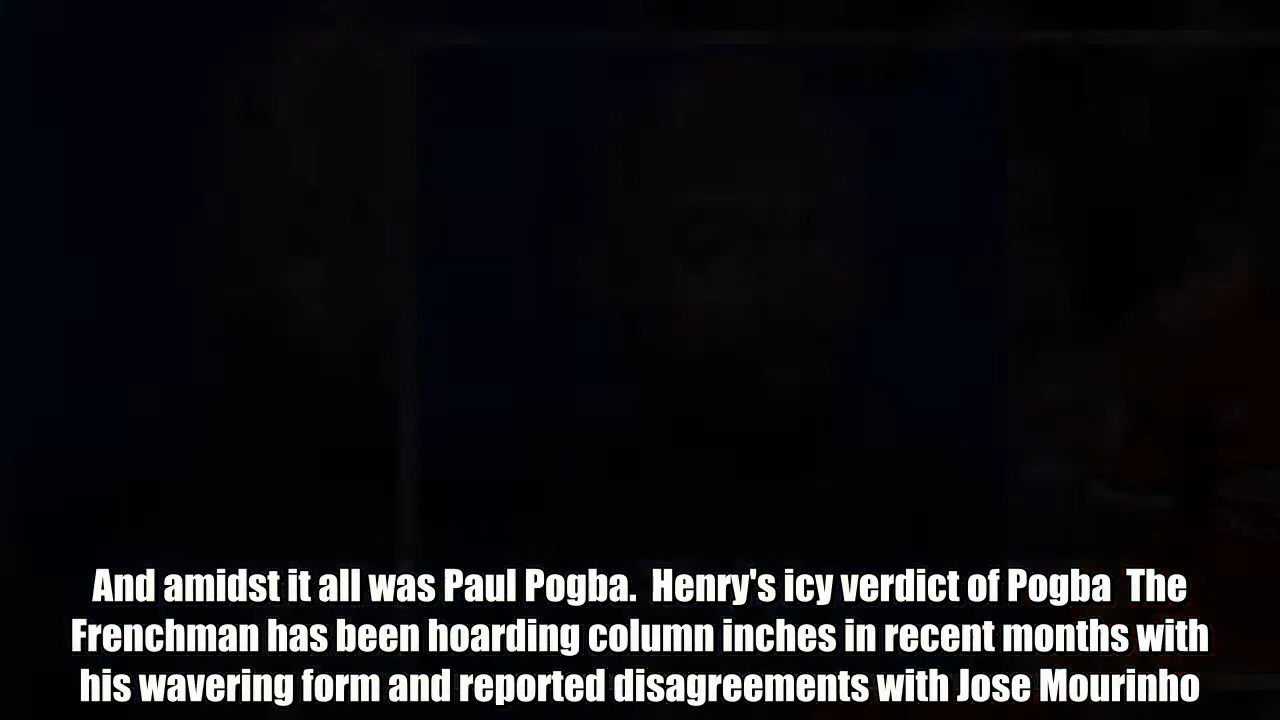 And amidst it all was Paul Pogba.  Henry's icy verdict of Pogba  The
Frenchman has been hoarding column inches in recent months with
his wavering form and reported disagreements with Jose Mourinho